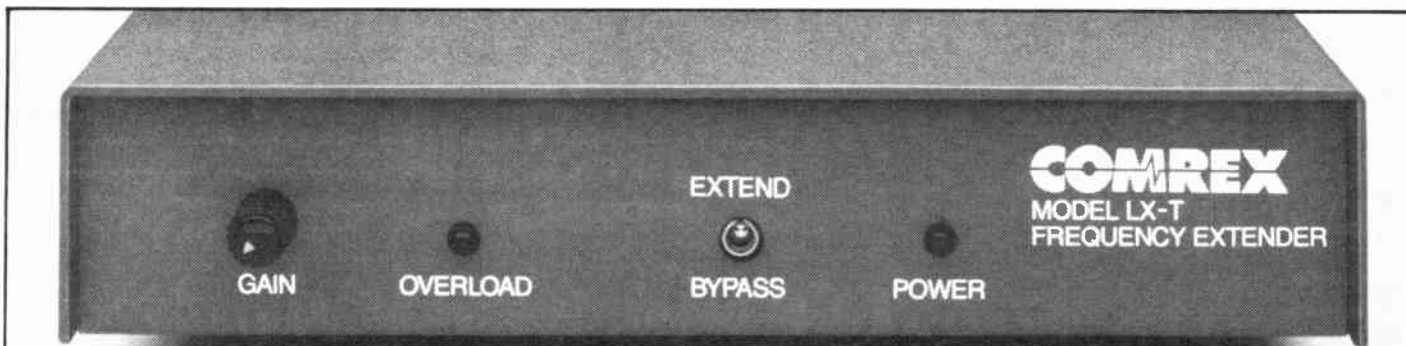 COMREX
MODEL LX-T
FREQUENCY EXTENDER
EXTEND
GAIN
OVERLOAD
BYPASS
POWER